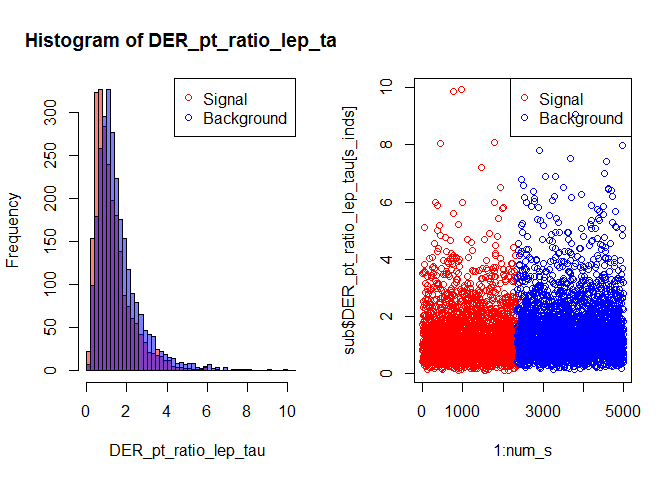 Histogram of DER_pt_ratio_lep_ta
Signal
Background
Frequency
0
50
100
150
200
250
300
0
2
4
6
8
10
DER_pt_ratio_lep_tau
Signal
Background
sub$DER_pt_ratio_lep_tau[s_inds]
0
2
4
6
8
10
0
1000
3000
5000
1:num_s